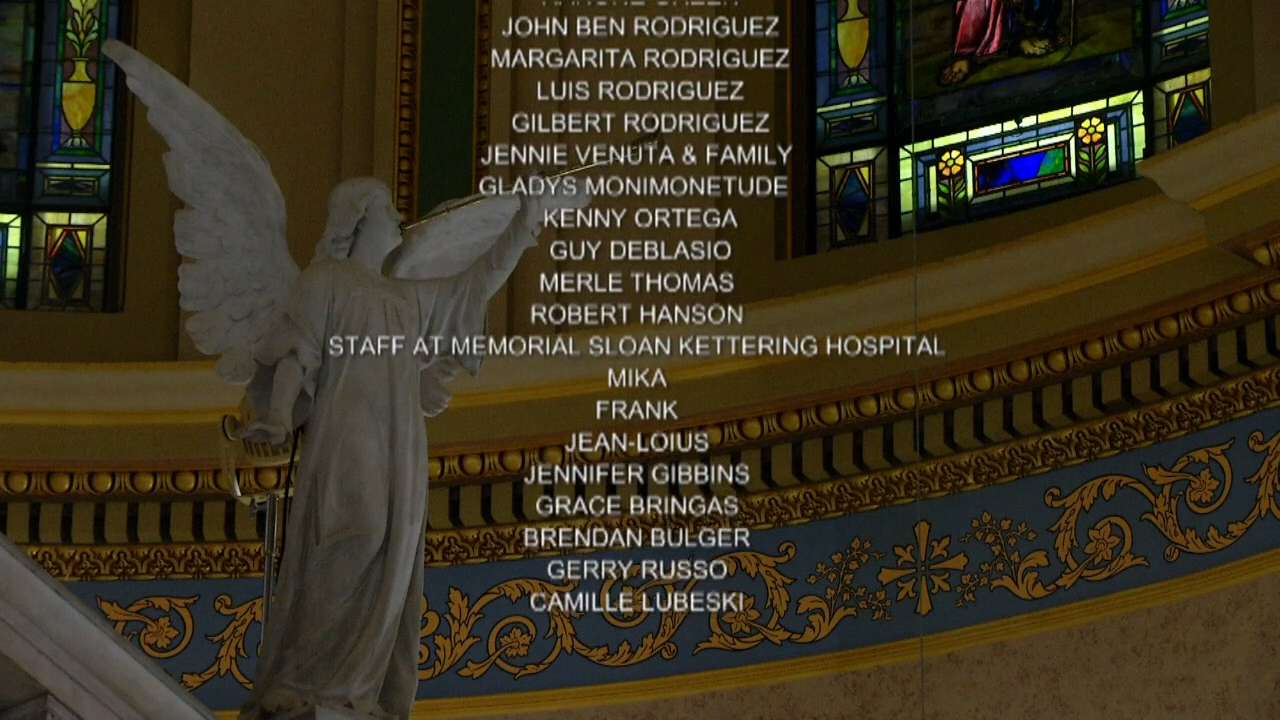 JOHN BEN RODRIGUEZ
MARGARITA RODRIGUEZ
LUIS RODRIGUEZ
GILBERT RODRIGUEZ
JENNIE VENUTA & FAMILY
GLADYS MONIMONETUDE
KENNY ORTEGA
GUY DEBLASIO
MERLE THOMAS
ROBERT HANSON
STAFF AT MEMORIAL SLOAN KETTERING HOSPITAL
MIKA
FRANK
JEAN-LOIUS
JENNIFER GIBBINS
GRACE BRINGAS
BRENDAN BULGER
GERRY RUSSO
CAMILLE LUBESKI